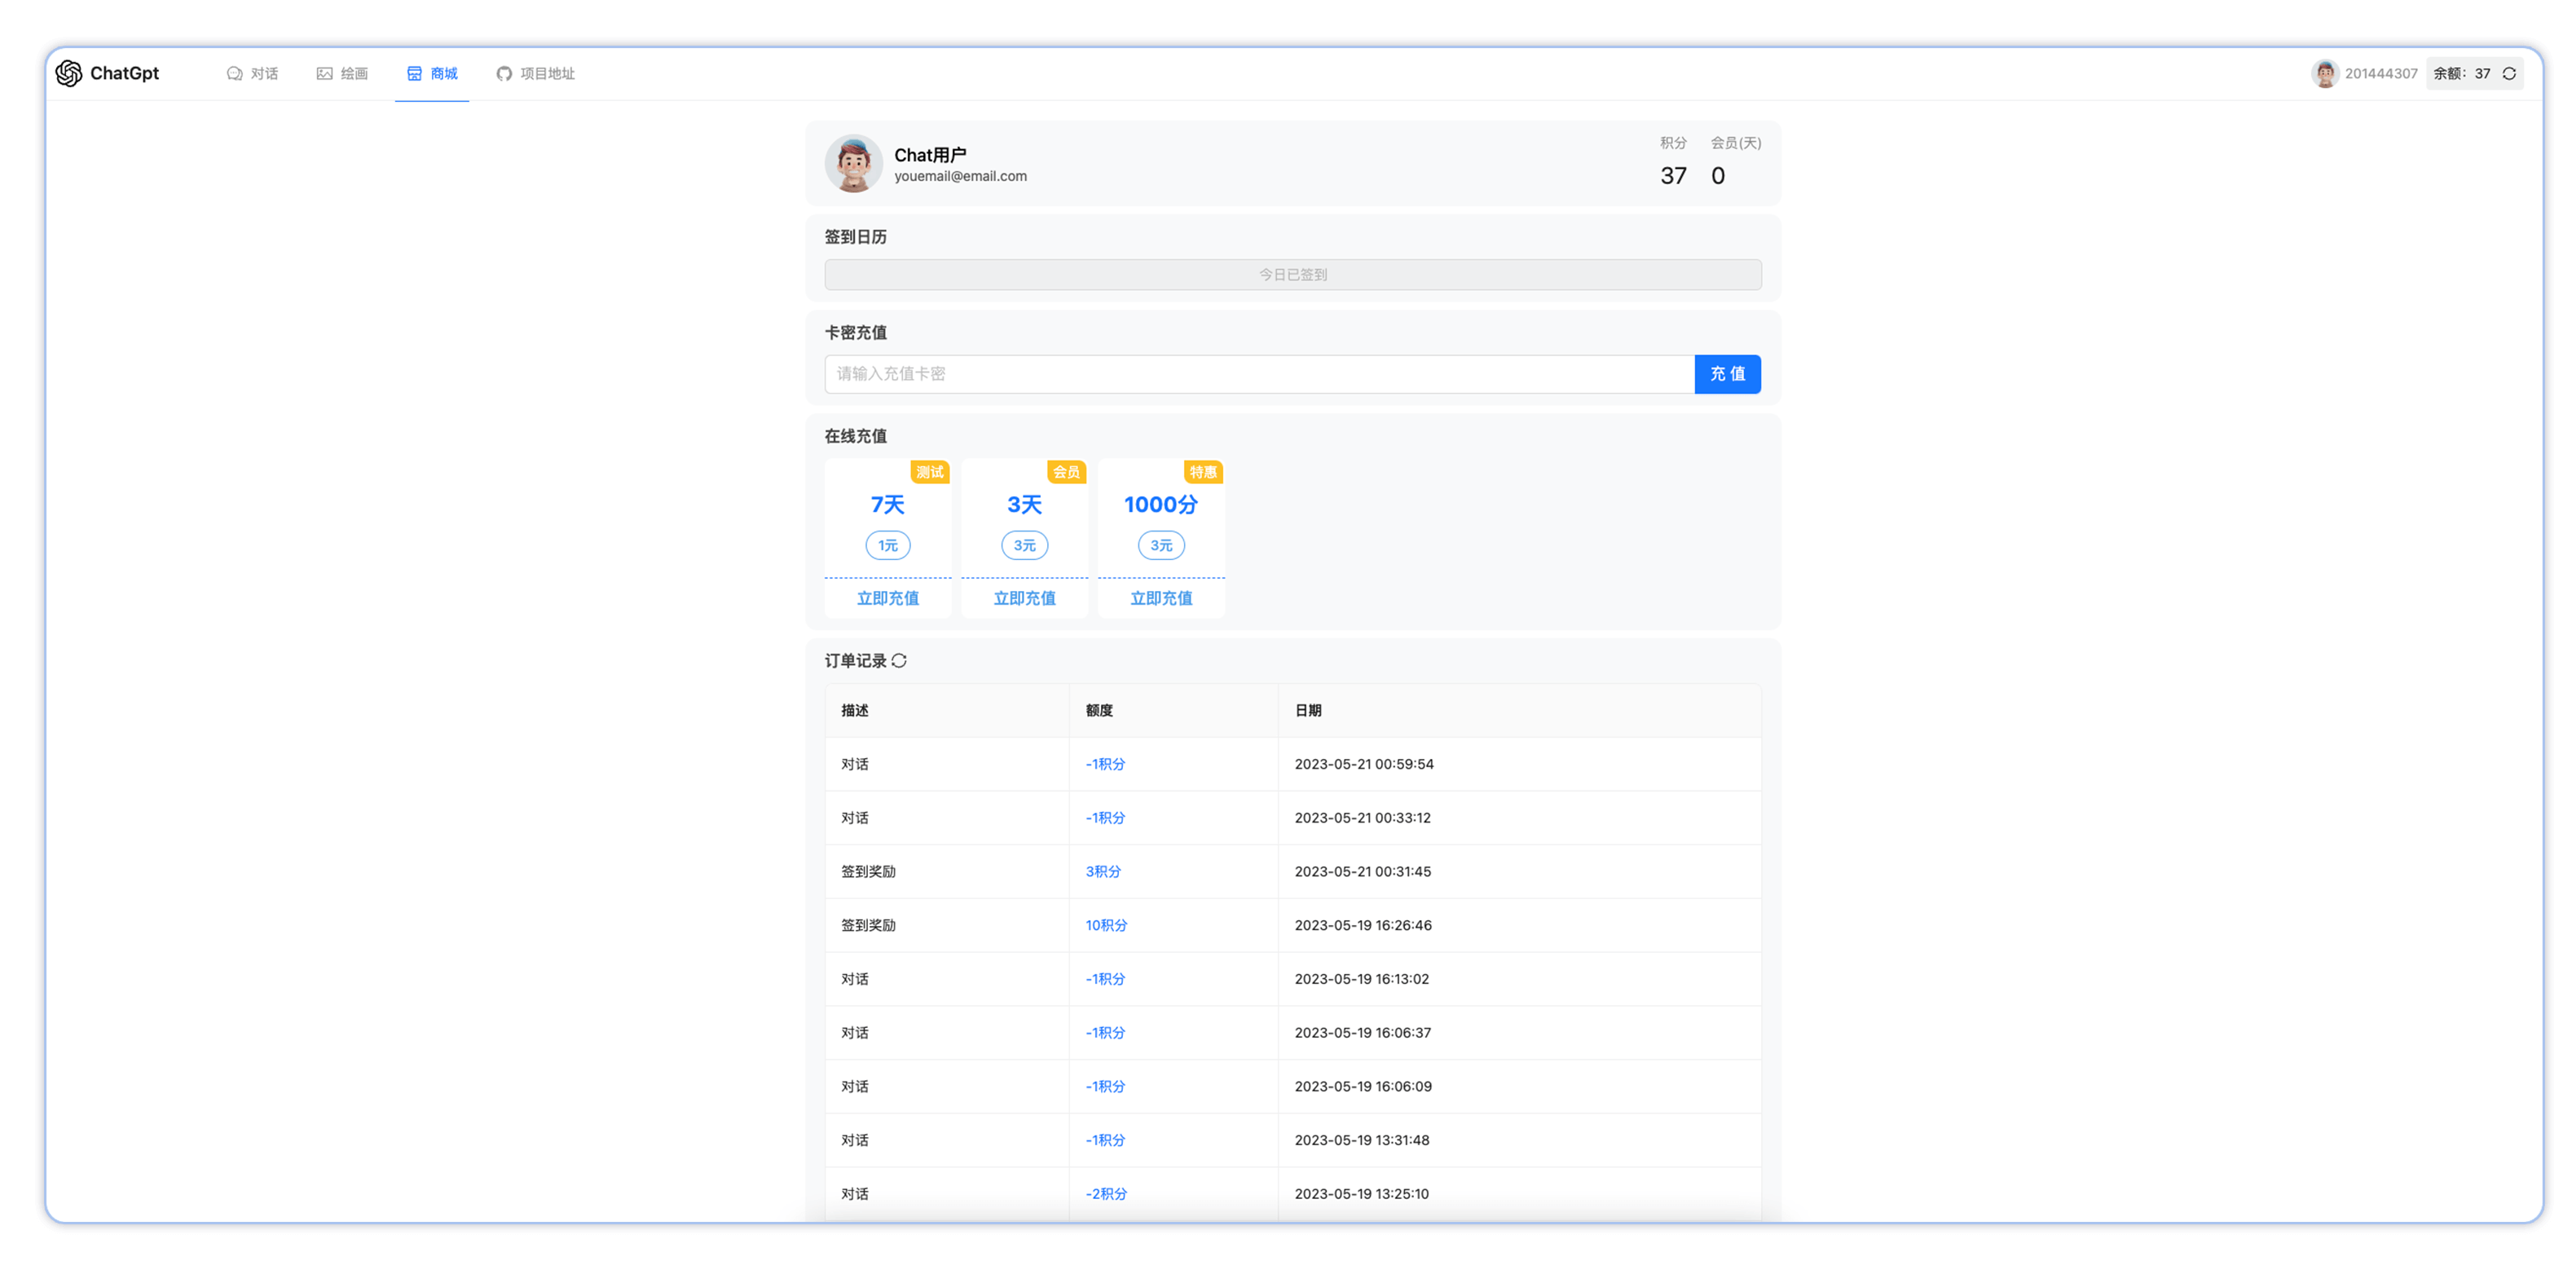 ChatGpt 对话 绘画 商城 项目地址 201444307 余额：37
Chat用户
youemail@email.com
积分 会员(天)
37 0
签到日历
今日已签到
卡密充值
请输入充值卡密 充 值
在线充值
测试 会员 特惠
7天 3天 1000分
1元 3元 3元
立即充值 立即充值 立即充值
订单记录
描述 额度 日期
对话 -1积分 2023-05-21 00:59:54
对话 -1积分 2023-05-21 00:33:12
签到奖励 3积分 2023-05-21 00:31:45
签到奖励 10积分 2023-05-19 16:26:46
对话 -1积分 2023-05-19 16:13:02
对话 -1积分 2023-05-19 16:06:37
对话 -1积分 2023-05-19 16:06:09
对话 -1积分 2023-05-19 13:31:48
对话 -2积分 2023-05-19 13:25:10